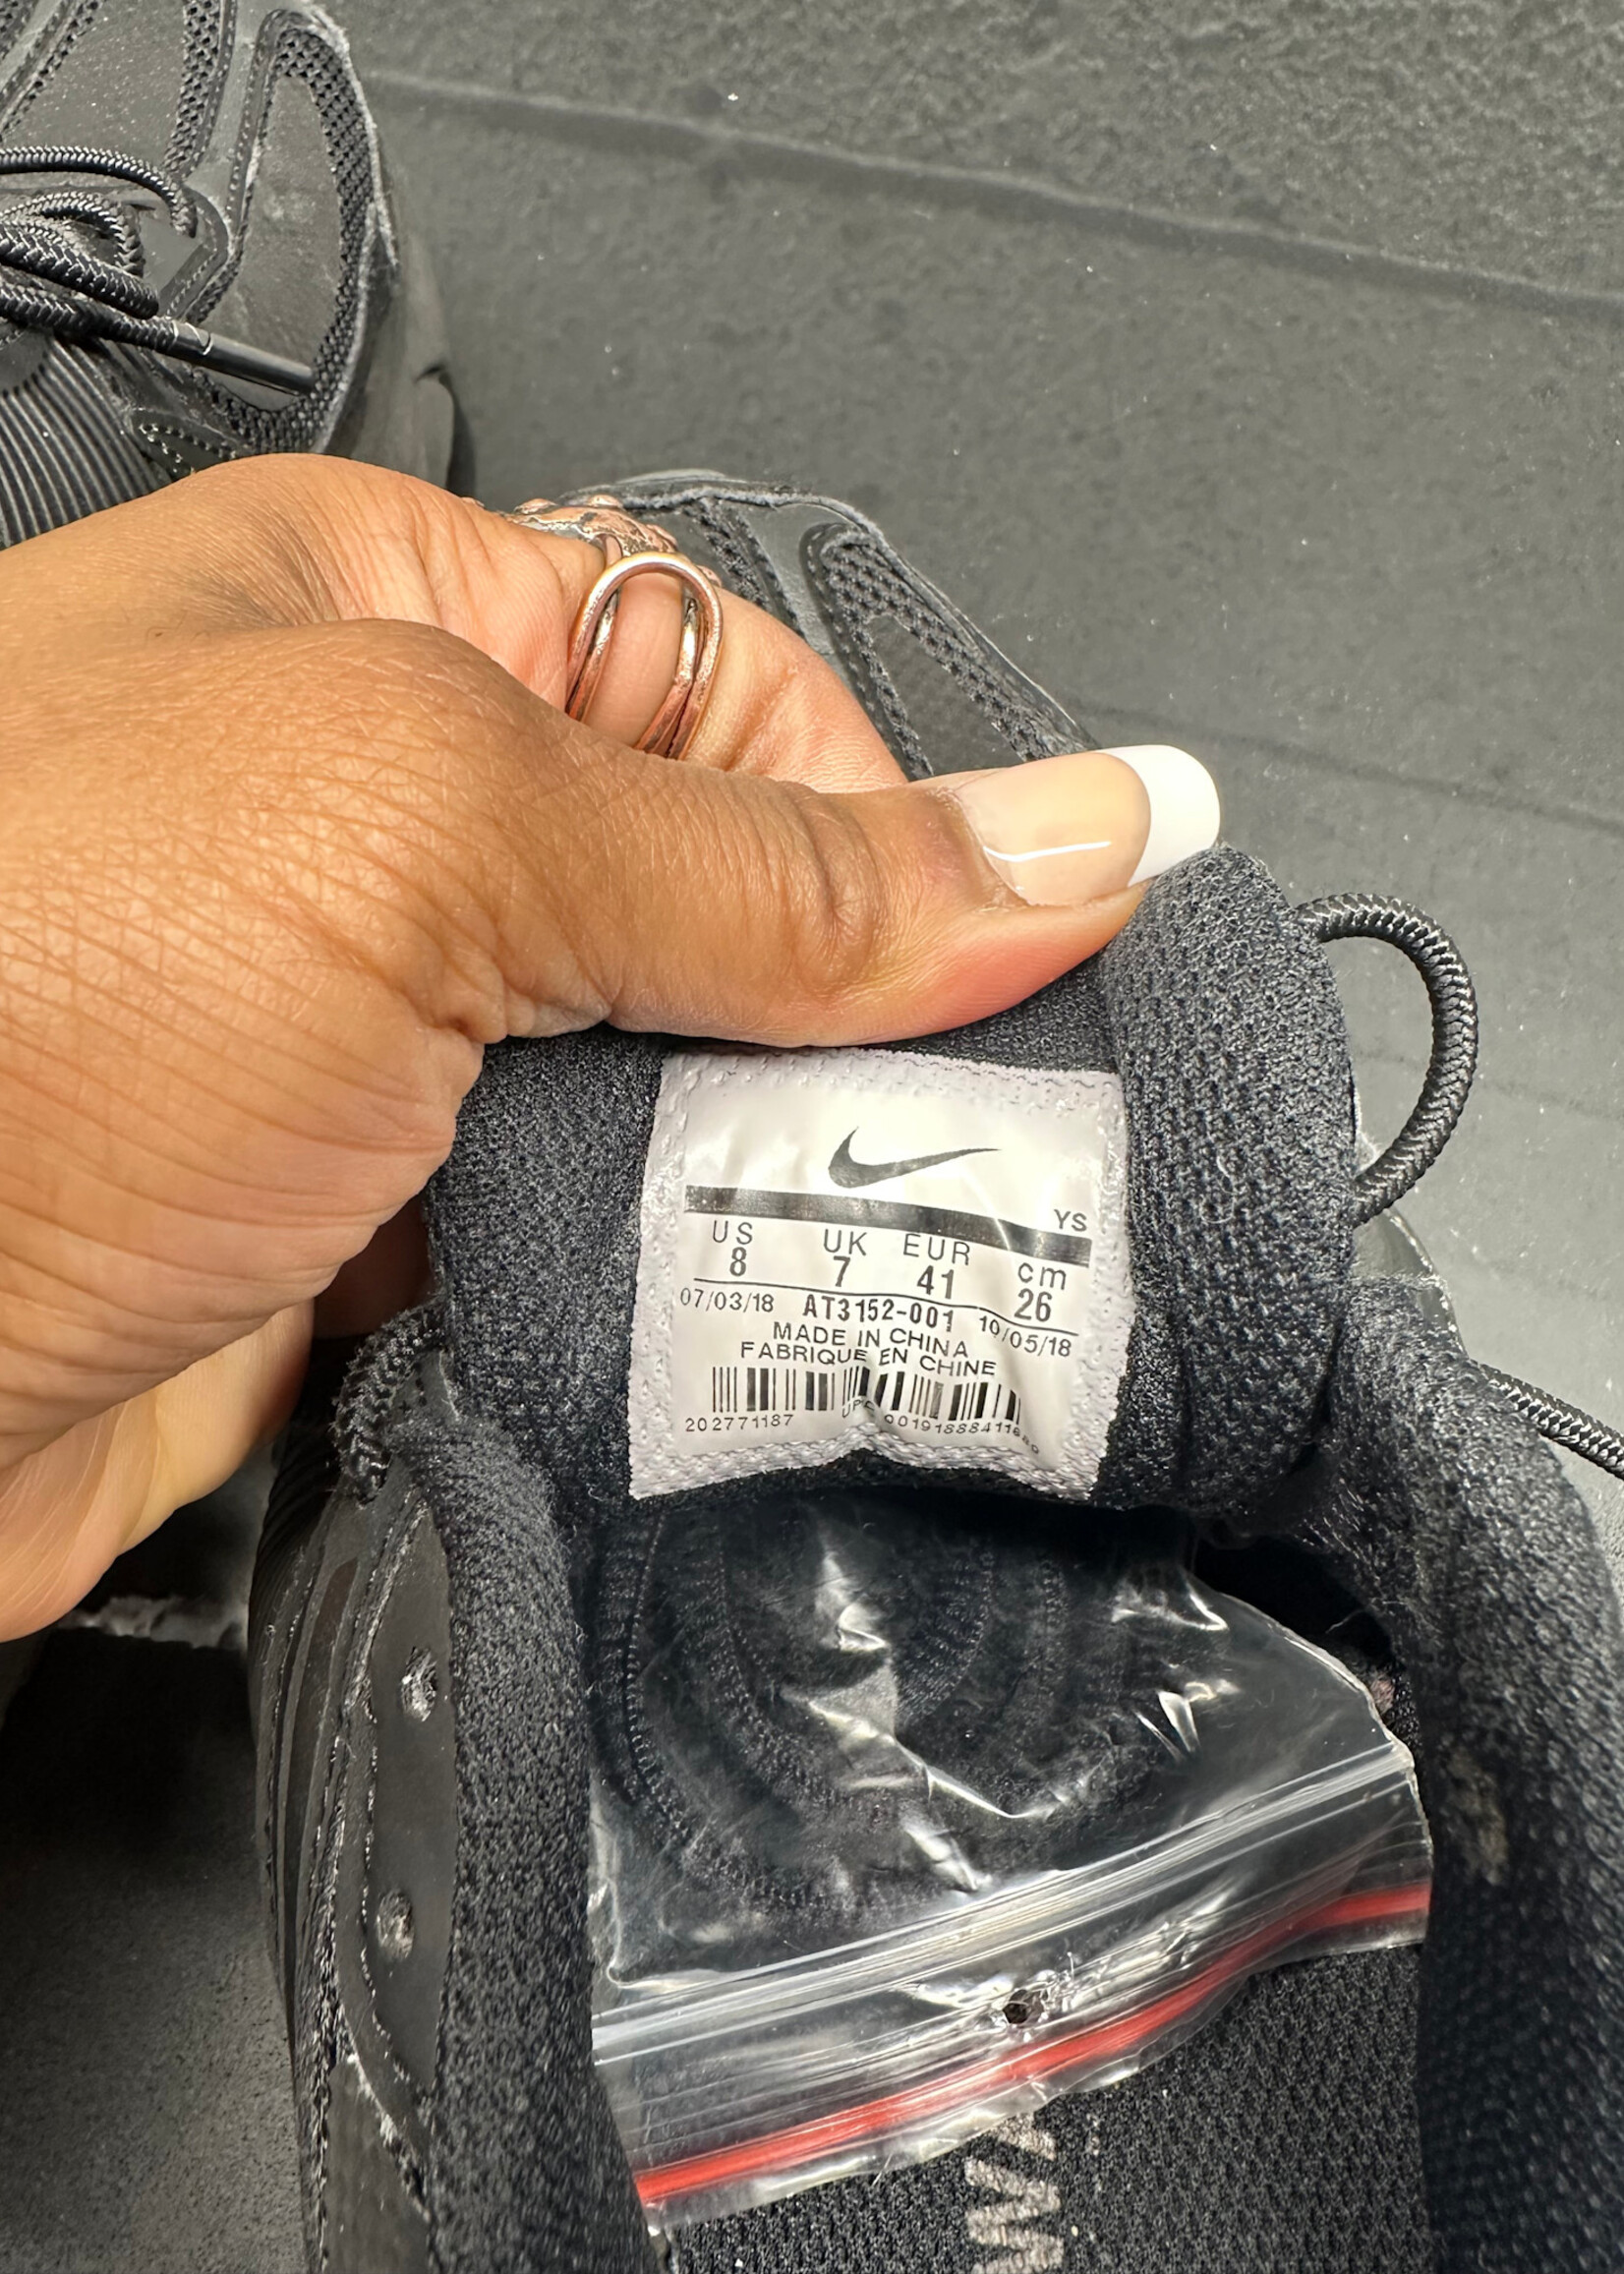 YS
US UK EUR cm
8 7 41 26
07/03/18 AT3152-001 10/05/18
MADE IN CHINA
FABRIQUE EN CHINE
202771187